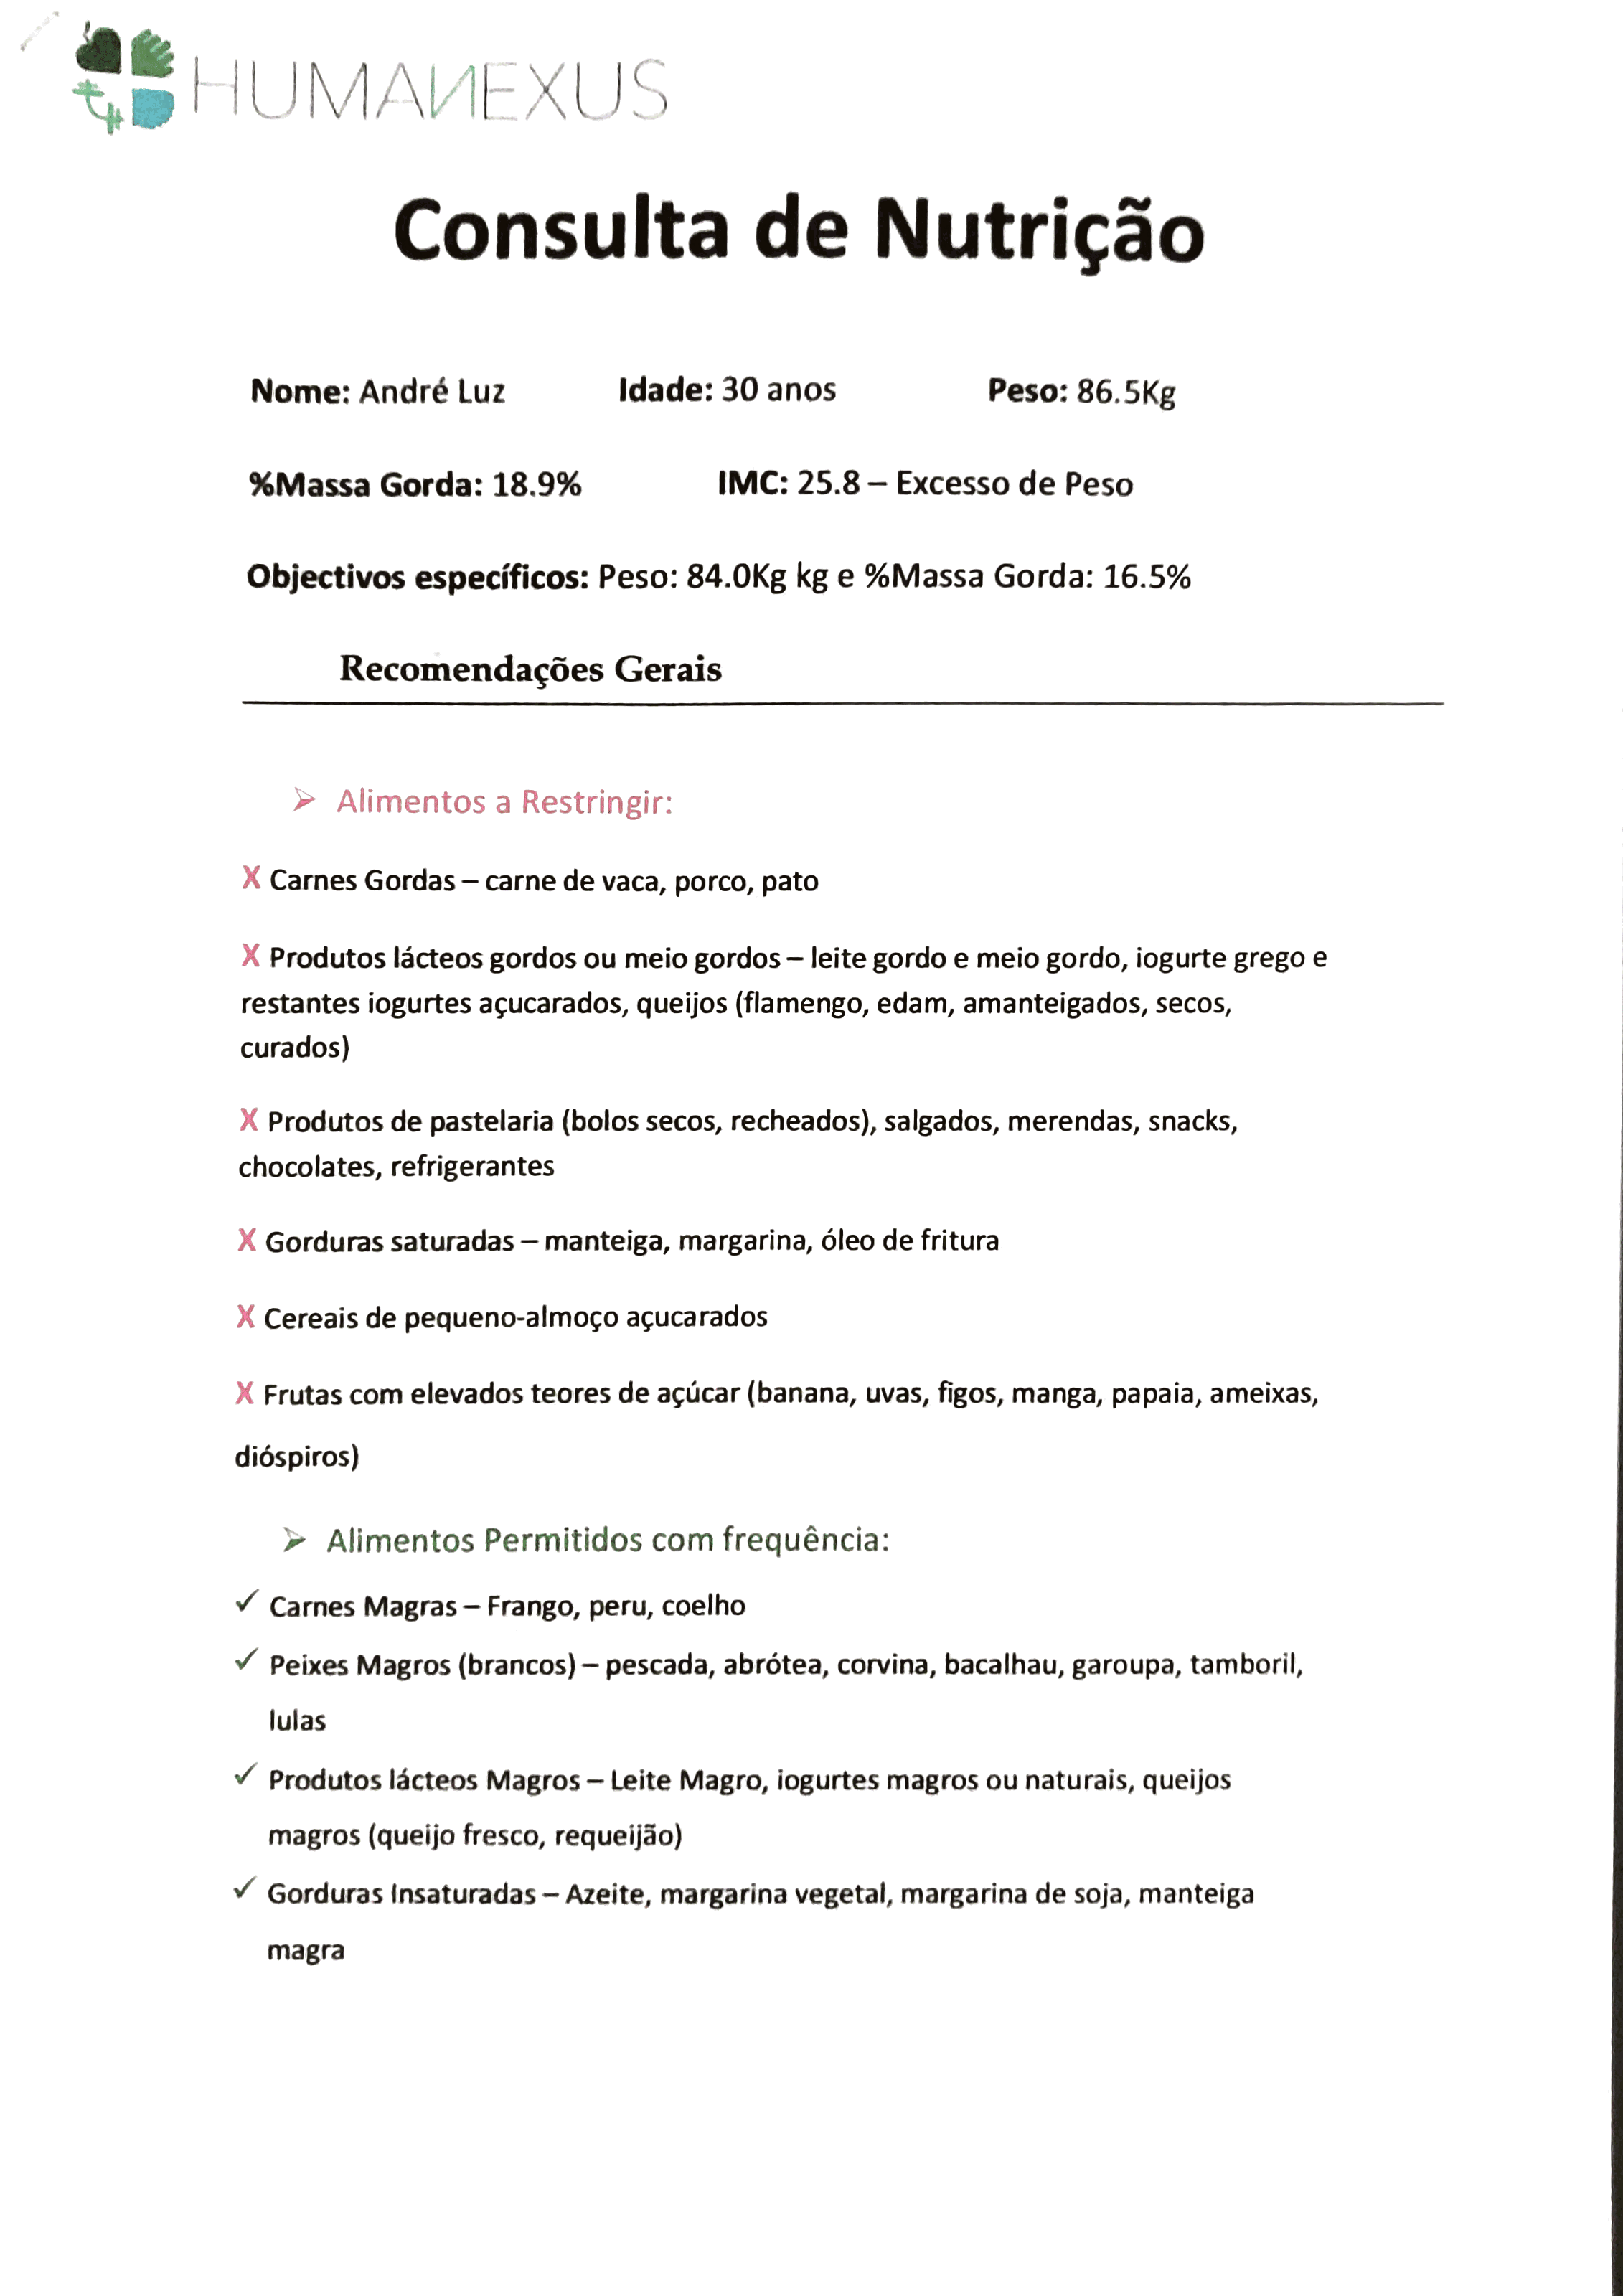 HUMANEXUS
Consulta de Nutrição
Nome: André Luz Idade: 30 anos Peso: 86.5Kg
%Massa Gorda: 18.9% IMC: 25.8 – Excesso de Peso
Objectivos específicos: Peso: 84.0Kg kg e %Massa Gorda: 16.5%
Recomendações Gerais
➢ Alimentos a Restringir:
X Carnes Gordas – carne de vaca, porco, pato
X Produtos lácteos gordos ou meio gordos – leite gordo e meio gordo, iogurte grego e
restantes iogurtes açucarados, queijos (flamengo, edam, amanteigados, secos,
curados)
X Produtos de pastelaria (bolos secos, recheados), salgados, merendas, snacks,
chocolates, refrigerantes
X Gorduras saturadas – manteiga, margarina, óleo de fritura
X Cereais de pequeno-almoço açucarados
X Frutas com elevados teores de açúcar (banana, uvas, figos, manga, papaia, ameixas,
dióspiros)
➢ Alimentos Permitidos com frequência:
✓ Carnes Magras – Frango, peru, coelho
✓ Peixes Magros (brancos) – pescada, abrótea, corvina, bacalhau, garoupa, tamboril,
lulas
✓ Produtos lácteos Magros – Leite Magro, iogurtes magros ou naturais, queijos
magros (queijo fresco, requeijão)
✓ Gorduras Insaturadas – Azeite, margarina vegetal, margarina de soja, manteiga
magra